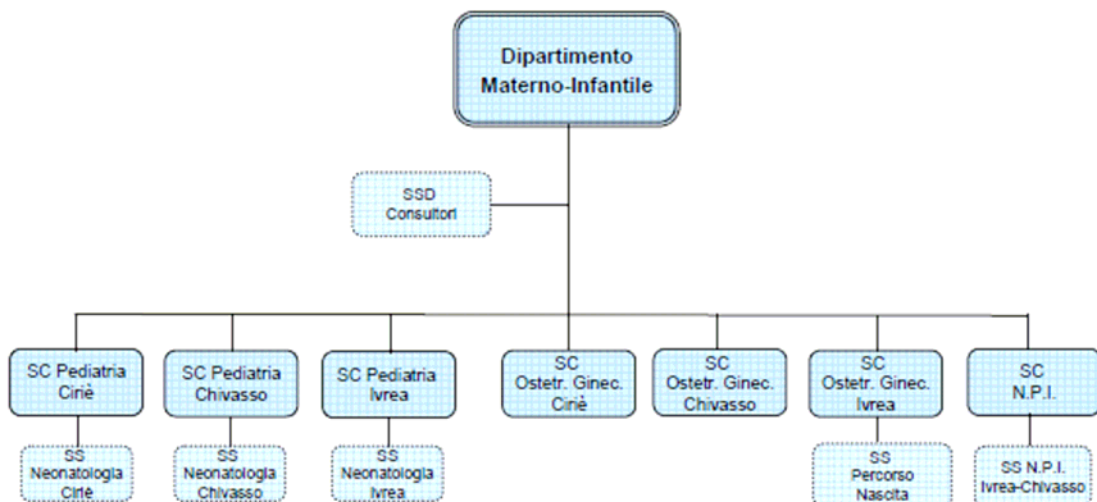 Dipartimento
Materno-Infantile
SSD
Consultori
SC Pediatria
Ciriè
SC Pediatria
Chivasso
SC Pediatria
Ivrea
SC
Ostetr. Ginec.
Ciriè
SC
Ostetr. Ginec.
Chivasso
SC
Ostetr. Ginec.
Ivrea
SC
N.P.I.
SS
Neonatologia
Ciriè
SS
Neonatologia
Chivasso
SS
Neonatologia
Ivrea
SS
Percorso
Nascita
SS N.P.I.
Ivrea-Chivasso